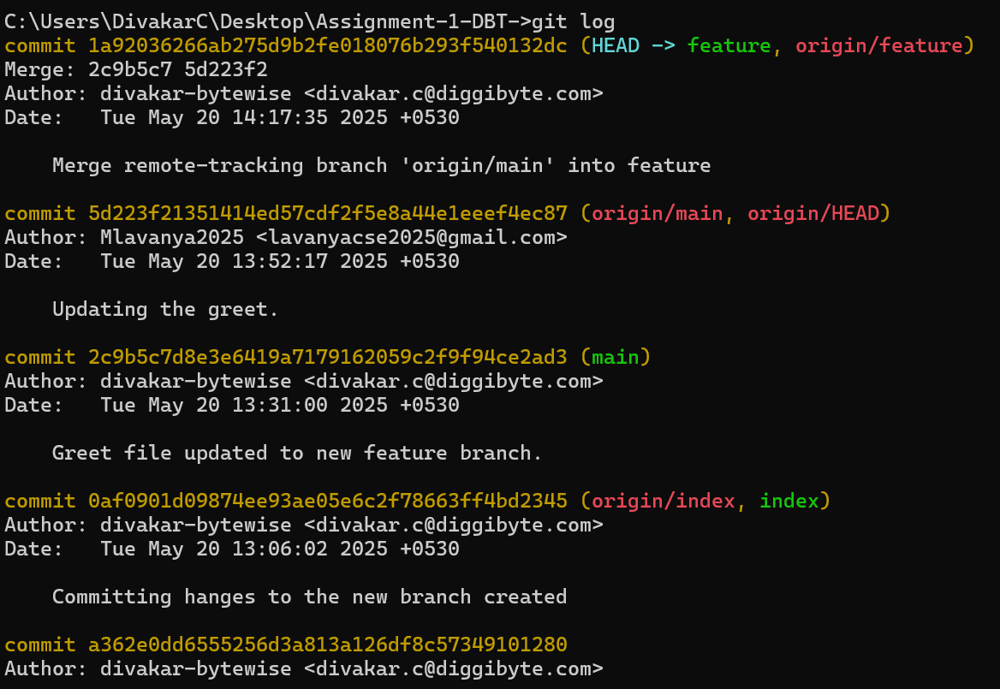 C:\Users\DivakarC\Desktop\Assignment-1-DBT->git log
commit 1a92036266ab275d9b2fe018076b293f540132dc (HEAD -> feature, origin/feature)
Merge: 2c9b5c7 5d223f2
Author: divakar-bytewise <divakar.c@diggibyte.com>
Date:   Tue May 20 14:17:35 2025 +0530
    Merge remote-tracking branch 'origin/main' into feature
commit 5d223f21351414ed57cdf2f5e8a44e1eeef4ec87 (origin/main, origin/HEAD)
Author: Mlavanya2025 <lavanyacse2025@gmail.com>
Date:   Tue May 20 13:52:17 2025 +0530
    Updating the greet.
commit 2c9b5c7d8e3e6419a7179162059c2f9f94ce2ad3 (main)
Author: divakar-bytewise <divakar.c@diggibyte.com>
Date:   Tue May 20 13:31:00 2025 +0530
    Greet file updated to new feature branch.
commit 0af0901d09874ee93ae05e6c2f78663ff4bd2345 (origin/index, index)
Author: divakar-bytewise <divakar.c@diggibyte.com>
Date:   Tue May 20 13:06:02 2025 +0530
    Committing hanges to the new branch created
commit a362e0dd6555256d3a813a126df8c57349101280
Author: divakar-bytewise <divakar.c@diggibyte.com>